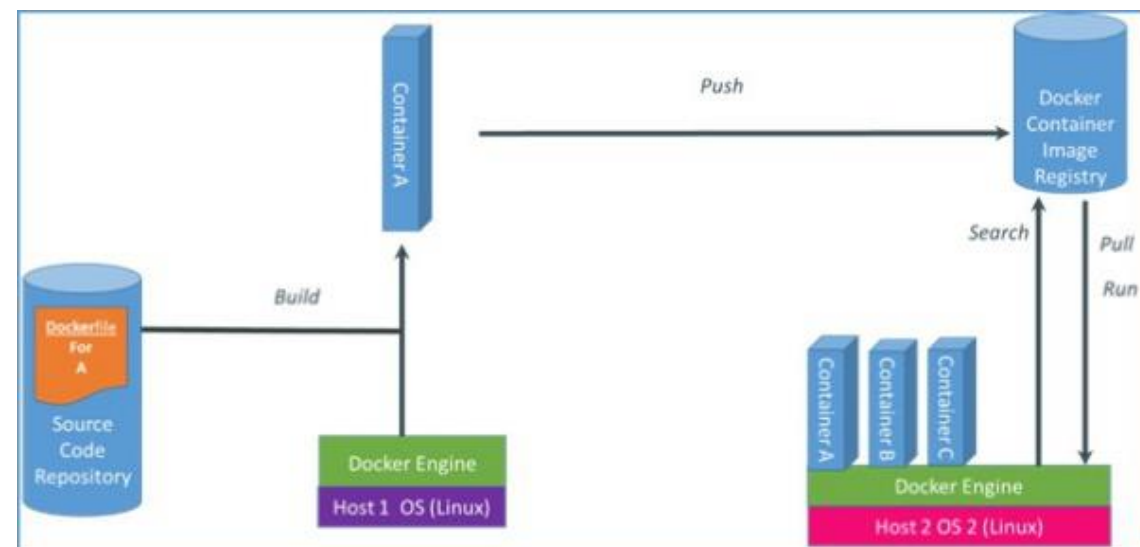 Container A
Push
Docker
Container
Image
Registry
Search
Pull
Run
Build
Dockerfile
For
A
Source
Code
Repository
Docker Engine
Host 1 OS (Linux)
Container A
Container B
Container C
Docker Engine
Host 2 OS 2 (Linux)